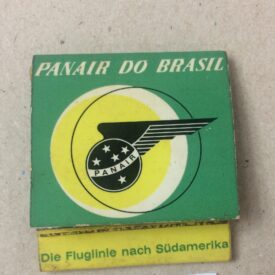 PANAIR DO BRASIL
PANAIR
Die Fluglinie nach Südamerika